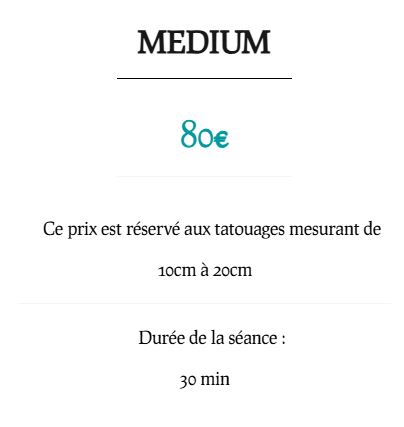 MEDIUM
80€
Ce prix est réservé aux tatouages mesurant de
10cm à 20cm
Durée de la séance :
30 min